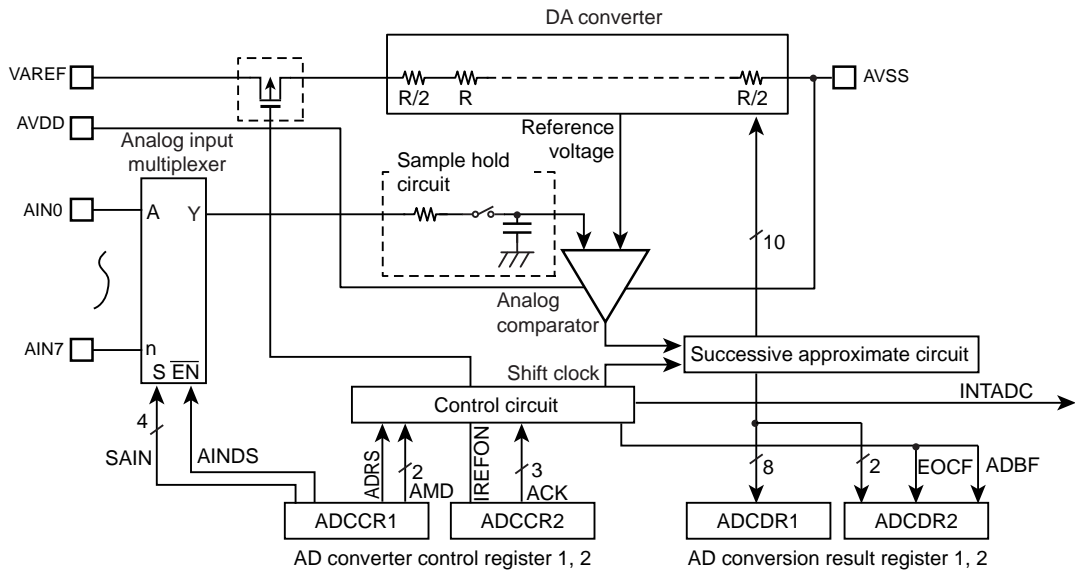 DA converter
VAREF
R/2
R
R/2
AVSS
AVDD
Reference
voltage
Analog input
multiplexer
Sample hold
circuit
AIN0
A
Y
10
Analog
comparator
AIN7
n
S EN
Successive approximate circuit
Shift clock
INTADC
Control circuit
4
SAIN
AINDS
ADRS
2
AMD
IREFON
3
ACK
8
2
EOCF
ADBF
ADCCR1
ADCCR2
ADCDR1
ADCDR2
AD converter control register 1, 2
AD conversion result register 1, 2